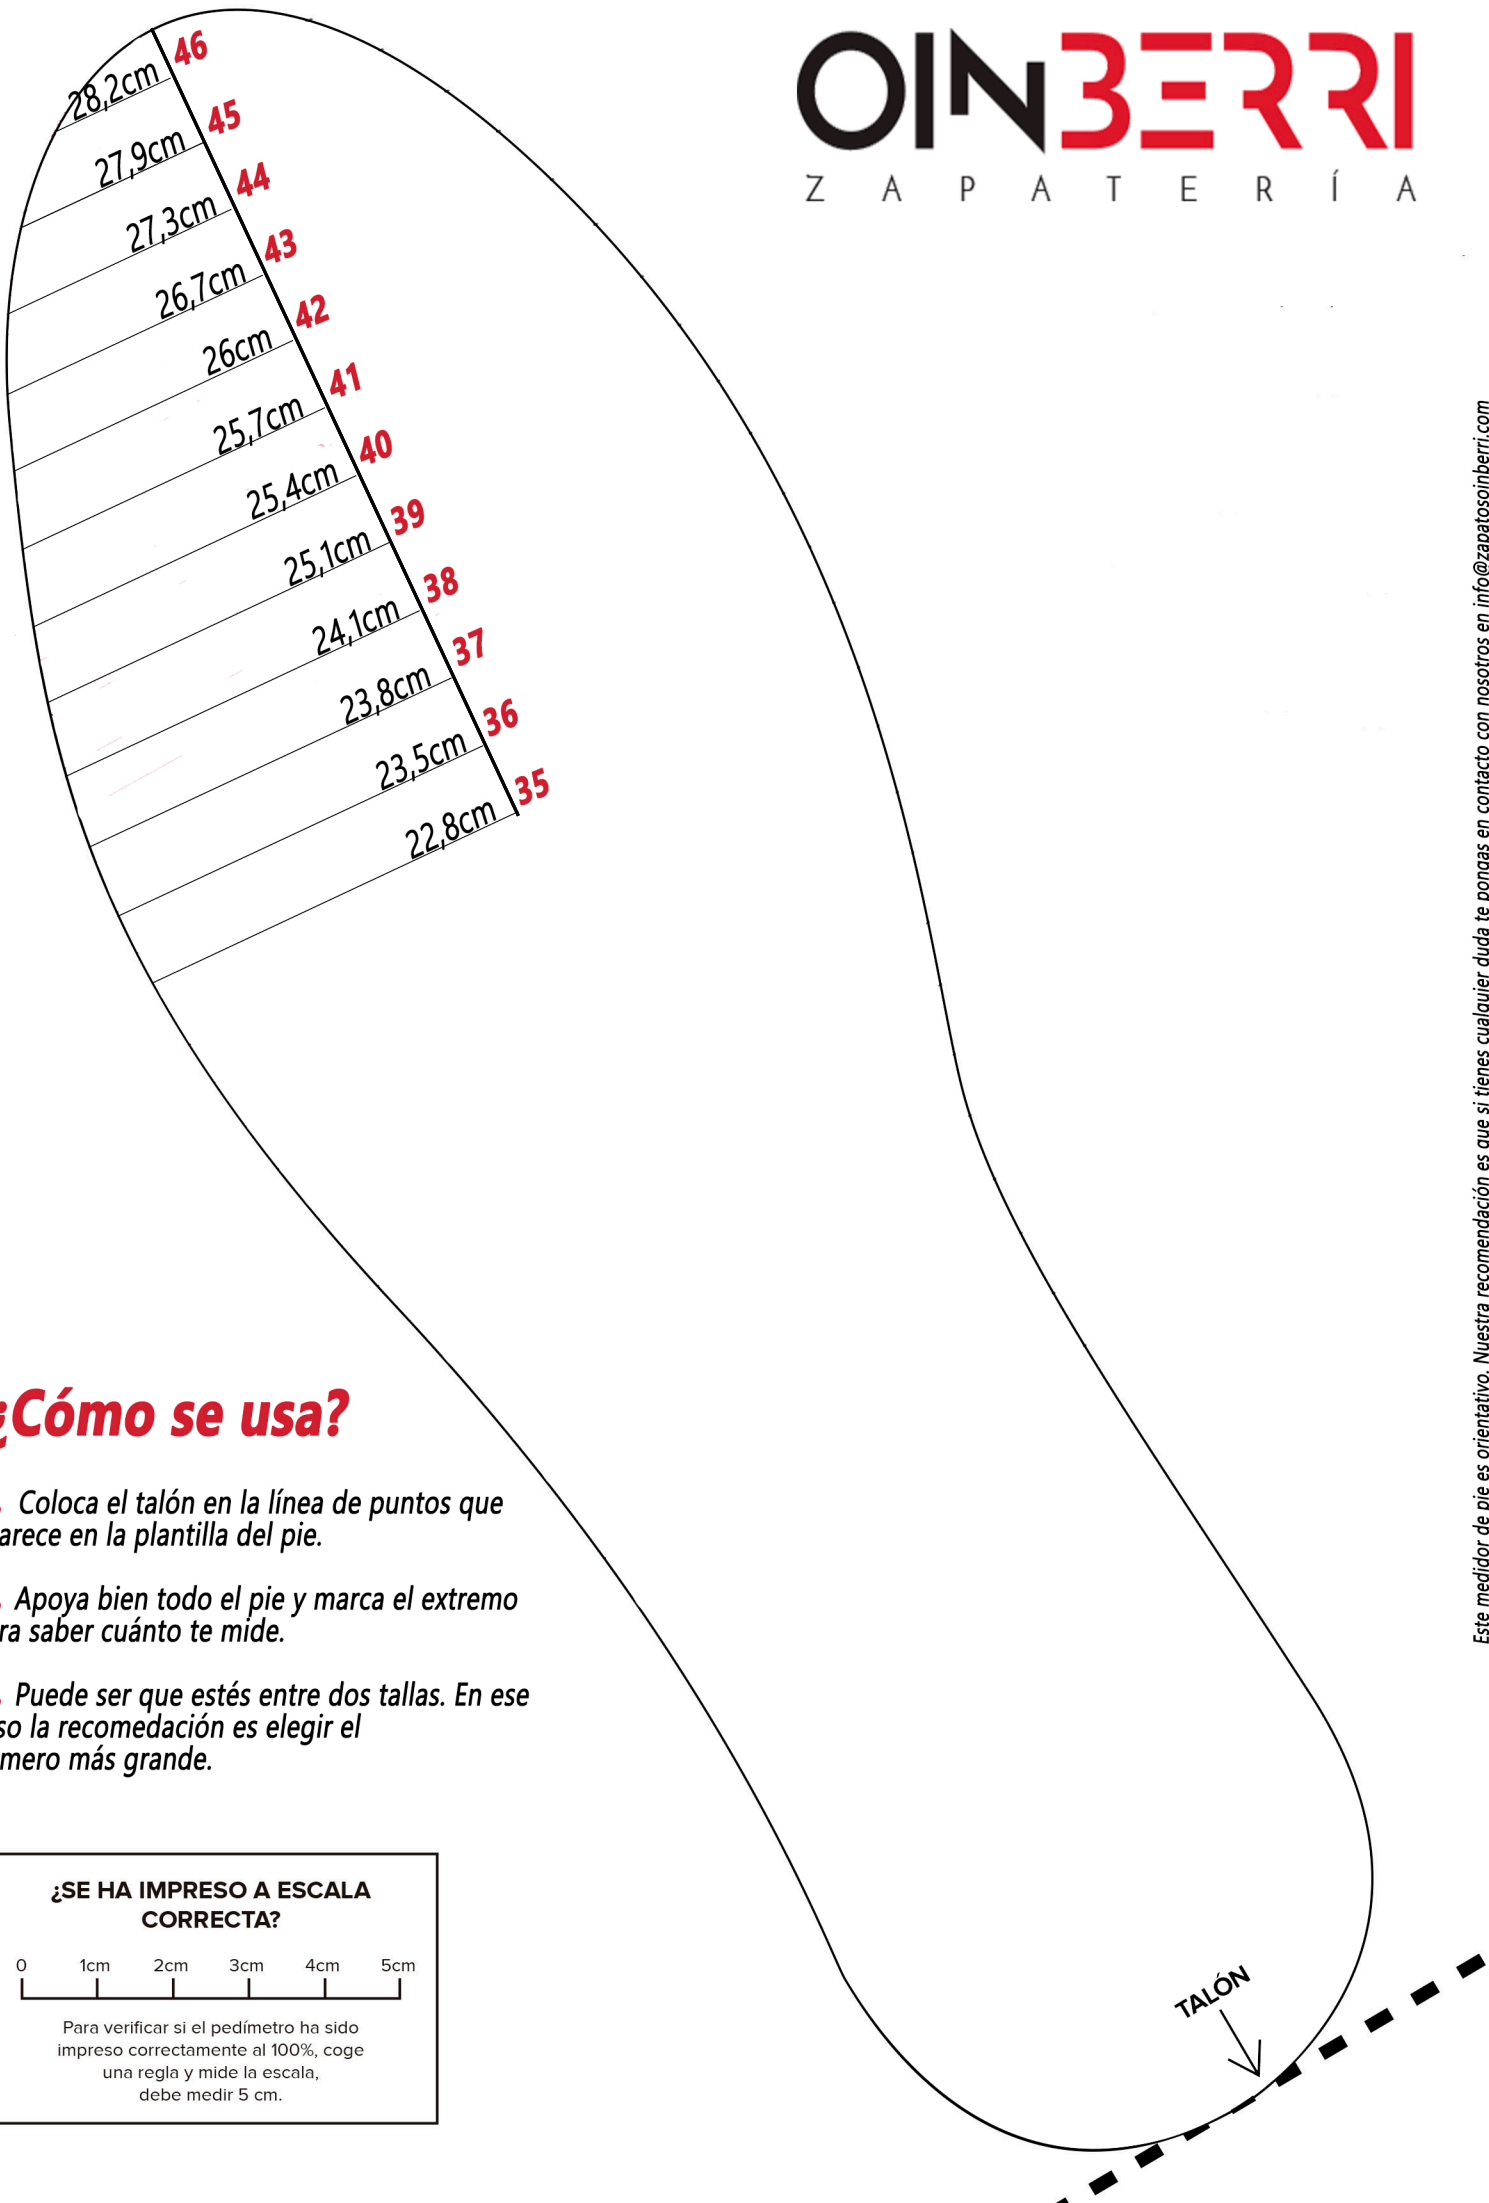 OINBERRI
ZAPATERÍA
46
28,2cm
45
27,9cm
44
27,3cm
43
26,7cm
42
26cm
41
25,7cm
40
25,4cm
39
25,1cm
38
24,1cm
37
23,8cm
36
23,5cm
35
22,8cm
Este medidor de pie es orientativo. Nuestra recomendación es que si tienes cualquier duda te pongas en contacto con nosotros en info@zapatosoinberri.com
¿Cómo se usa?
. Coloca el talón en la línea de puntos que
arece en la plantilla del pie.
. Apoya bien todo el pie y marca el extremo
ra saber cuánto te mide.
. Puede ser que estés entre dos tallas. En ese
so la recomedación es elegir el
mero más grande.
¿SE HA IMPRESO A ESCALA
CORRECTA?
0 1cm 2cm 3cm 4cm 5cm
Para verificar si el pedímetro ha sido
impreso correctamente al 100%, coge
una regla y mide la escala,
debe medir 5 cm.
TALÓN